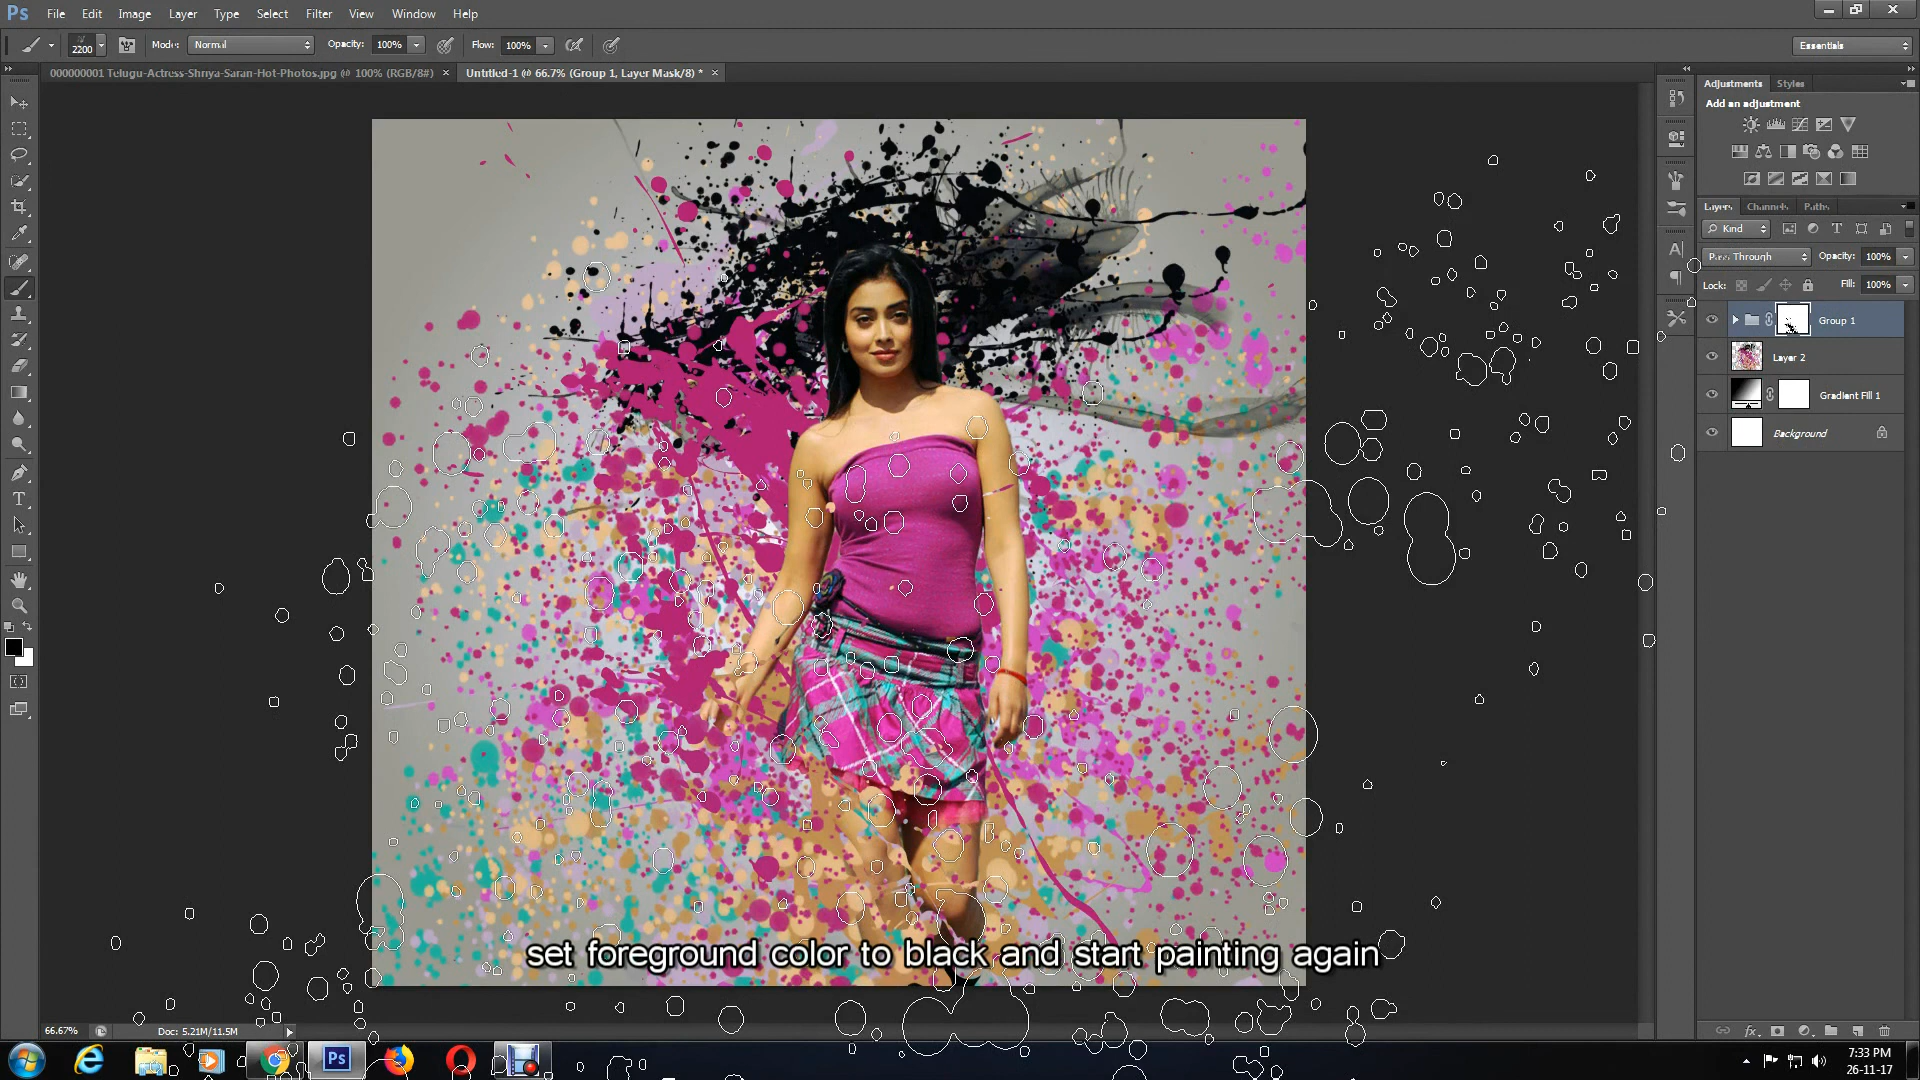 Ps File Edit Image Layer Type Select Filter View Window Help
2200 Mode: Normal Opacity: 100% Flow: 100% Essentials
000000001 Telugu-Actress-Shriya-Saran-Hot-Photos.jpg @ 100% (RGB/8#) × Untitled-1 @ 66.7% (Group 1, Layer Mask/8) * ×
Adjustments Styles
Add an adjustment
Layers Channels Paths
Kind
Pass Through Opacity: 100%
Lock: Fill: 100%
Group 1
Layer 2
Gradient Fill 1
Background
set foreground color to black and start painting again
66.67% Doc: 5.21M/11.5M
Ps
7:33 PM
26-11-17